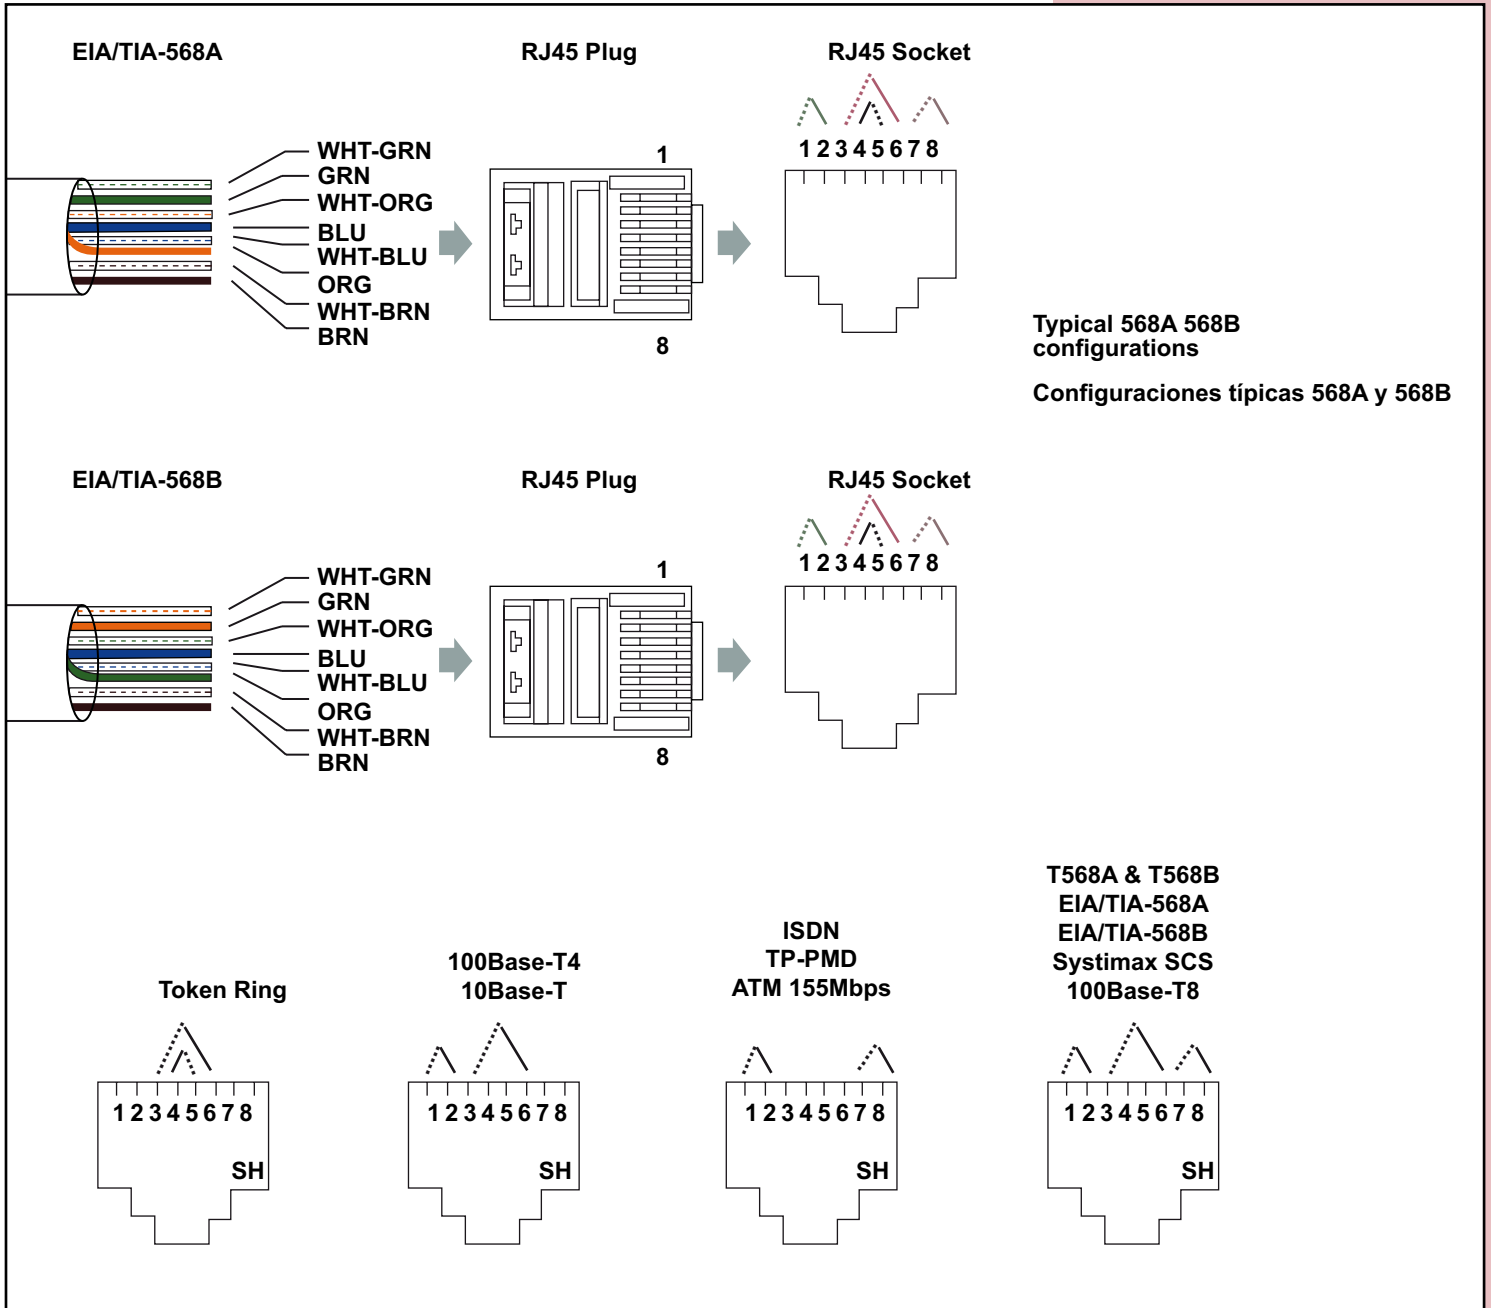 EIA/TIA-568A
RJ45 Plug
RJ45 Socket
WHT-GRN
GRN
WHT-ORG
BLU
WHT-BLU
ORG
WHT-BRN
BRN
1
8
1 2 3 4 5 6 7 8
Typical 568A 568B
configurations
Configuraciones típicas 568A y 568B
EIA/TIA-568B
RJ45 Plug
RJ45 Socket
WHT-GRN
GRN
WHT-ORG
BLU
WHT-BLU
ORG
WHT-BRN
BRN
1
8
1 2 3 4 5 6 7 8
Token Ring
1 2 3 4 5 6 7 8
SH
100Base-T4
10Base-T
1 2 3 4 5 6 7 8
SH
ISDN
TP-PMD
ATM 155Mbps
1 2 3 4 5 6 7 8
SH
T568A & T568B
EIA/TIA-568A
EIA/TIA-568B
Systimax SCS
100Base-T8
1 2 3 4 5 6 7 8
SH